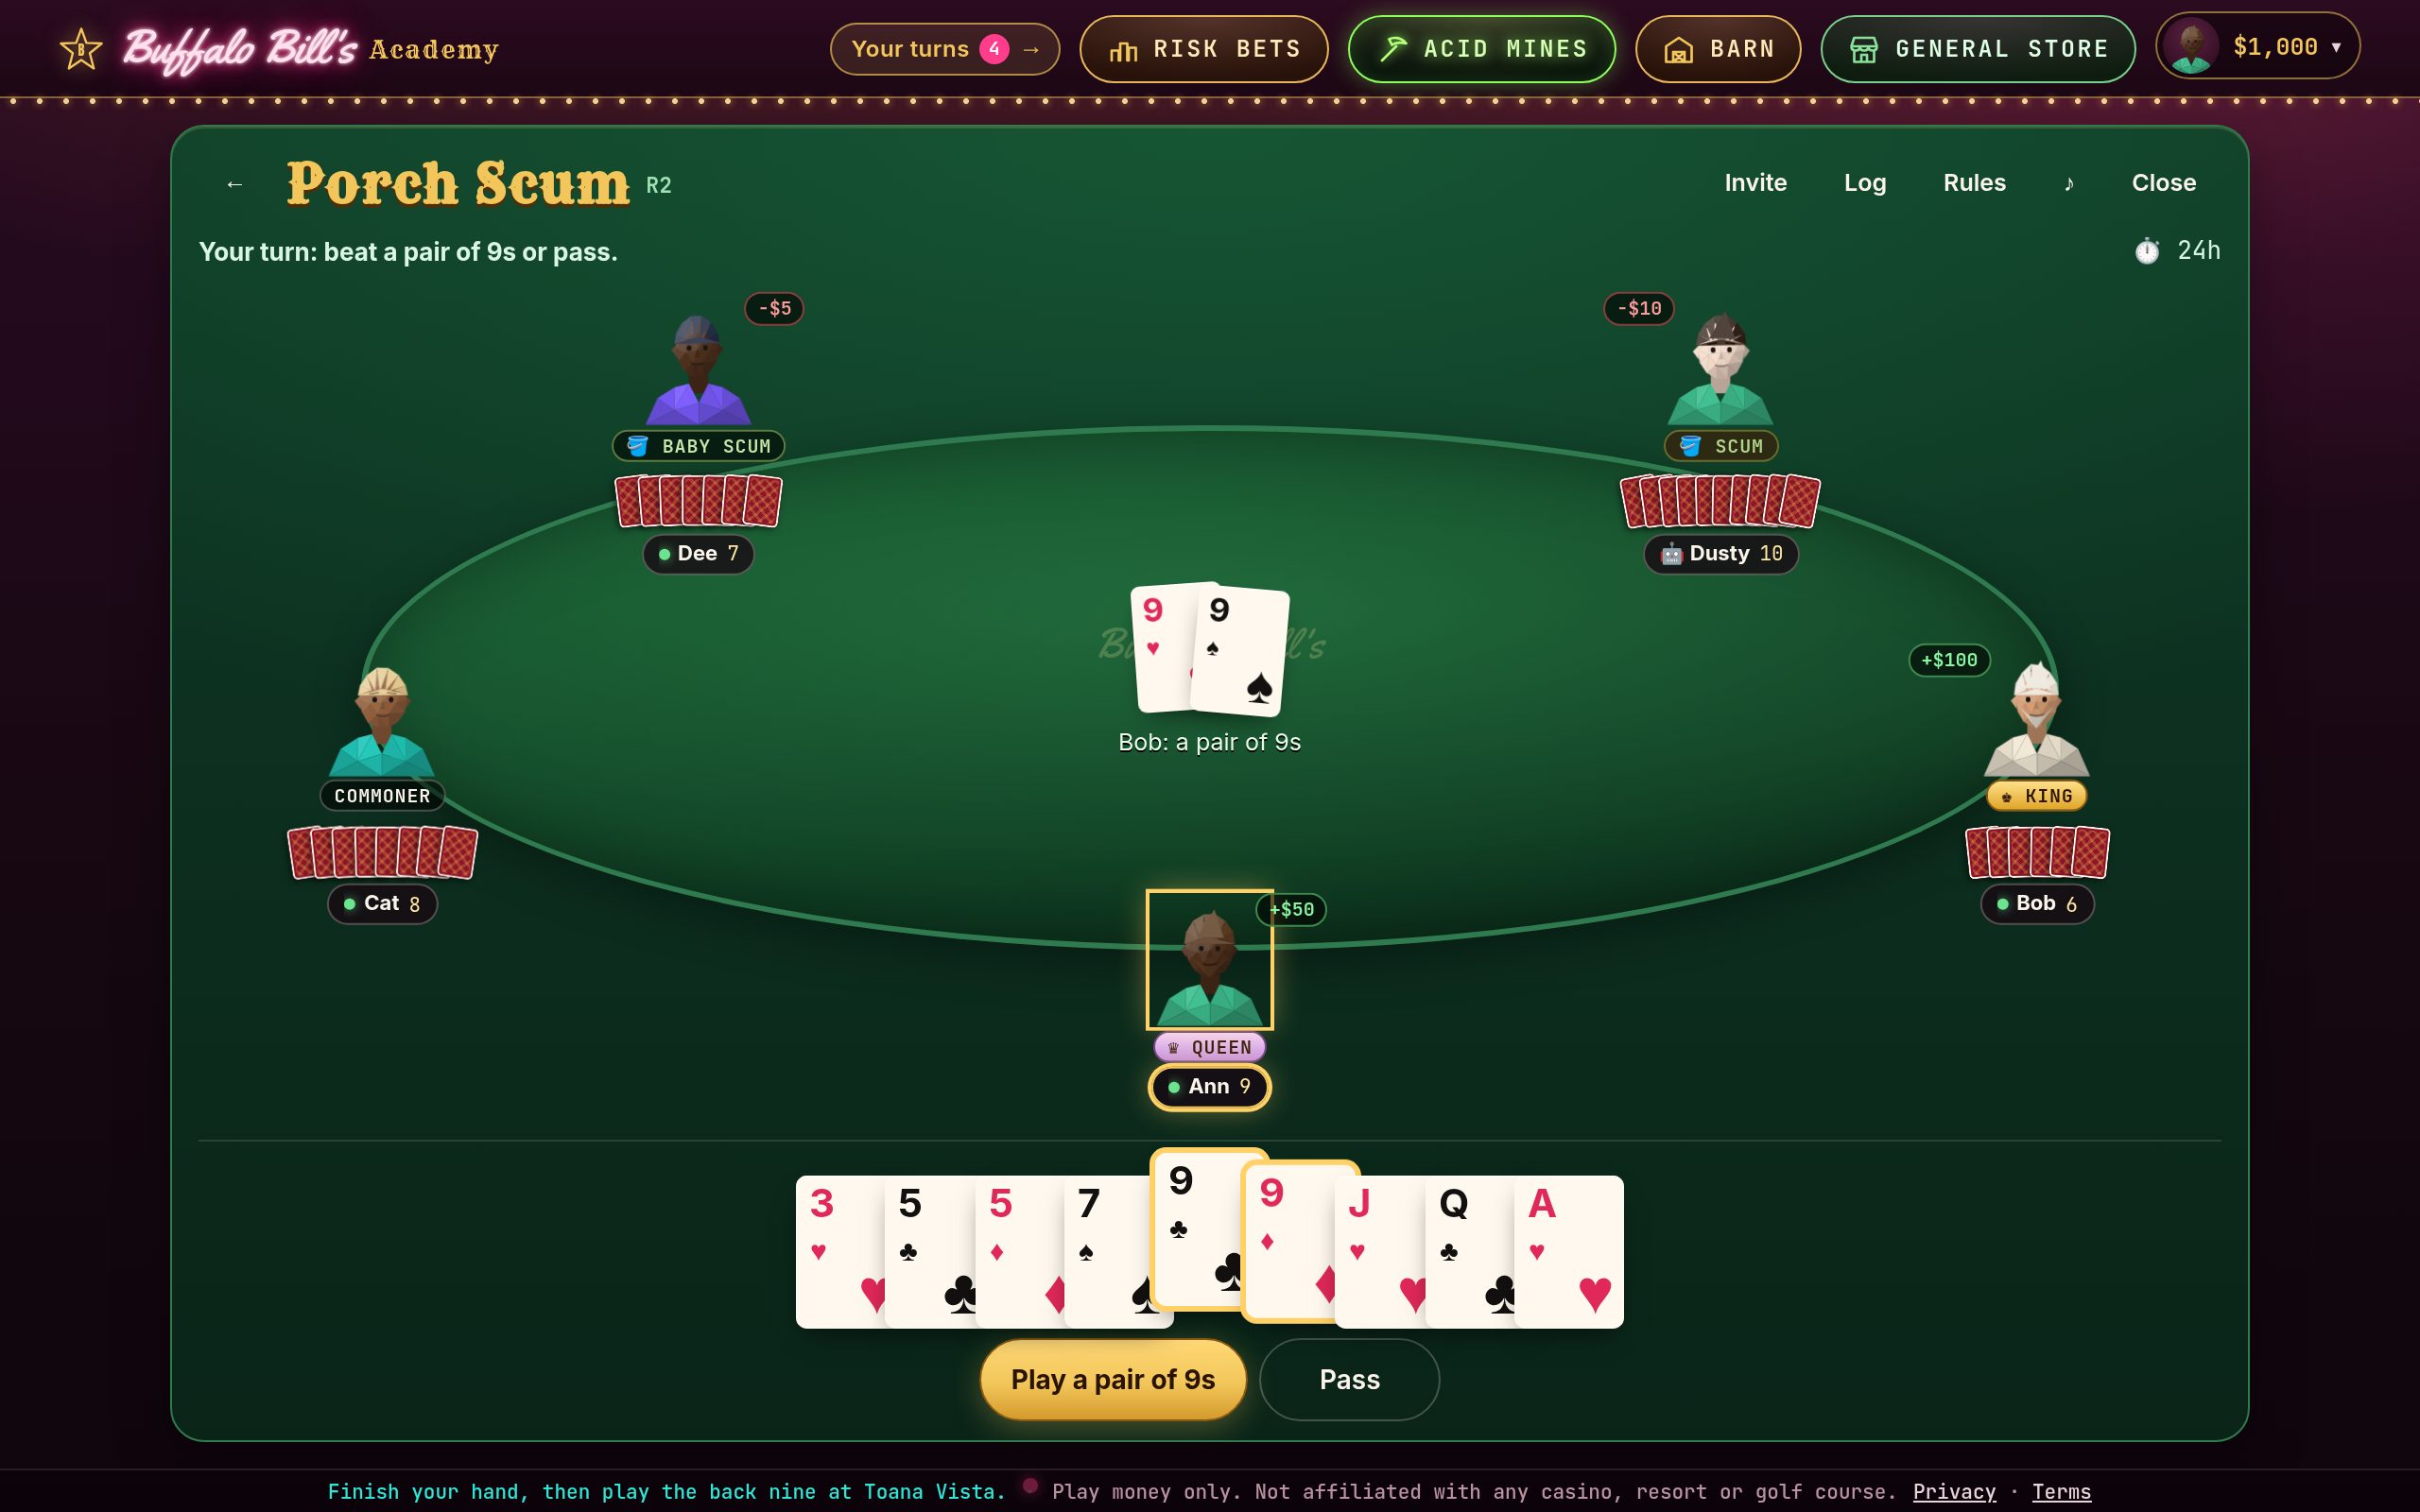 B Buffalo Bill's Academy
Your turns 4 →
RISK BETS
ACID MINES
BARN
GENERAL STORE
$1,000 ▼
← Porch Scum R2
Invite Log Rules ♪ Close
Your turn: beat a pair of 9s or pass.
24h
-$5
-$10
BABY SCUM
SCUM
Dee 7
Dusty 10
9 9
Bu ll's
Bob: a pair of 9s
+$100
COMMONER
KING
Cat 8
Bob 6
+$50
QUEEN
Ann 9
3 5 5 7 9 9 J Q A
Play a pair of 9s
Pass
Finish your hand, then play the back nine at Toana Vista.
Play money only. Not affiliated with any casino, resort or golf course. Privacy · Terms